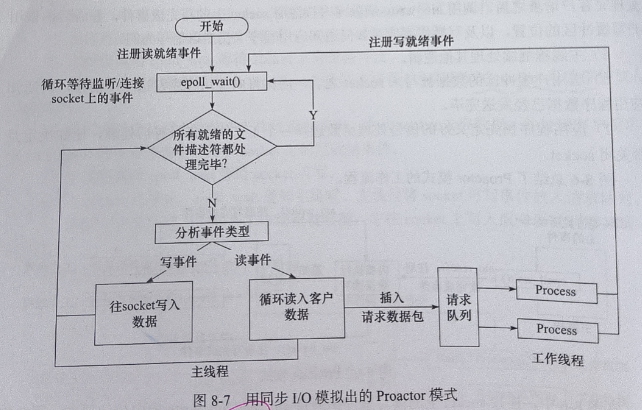 开始
注册读就绪事件
注册写就绪事件
循环等待监听/连接
socket上的事件
epoll_wait()
Y
所有就绪的文
件描述符都处
理完毕?
N
分析事件类型
写事件
读事件
往socket写入
数据
循环读入客户
数据
插入
请求数据包
请求
队列
Process
Process
主线程
工作线程
图 8-7 用同步 I/O 模拟出的 Proactor 模式